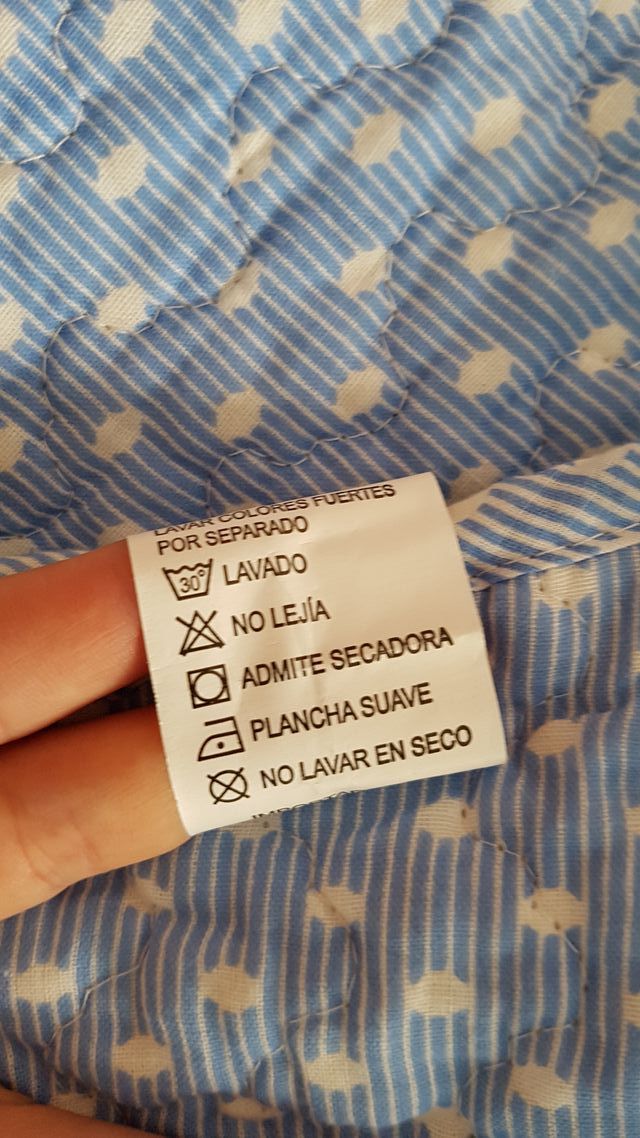 LAVAR COLORES FUERTES
POR SEPARADO
30° LAVADO
NO LEJÍA
ADMITE SECADORA
PLANCHA SUAVE
NO LAVAR EN SECO